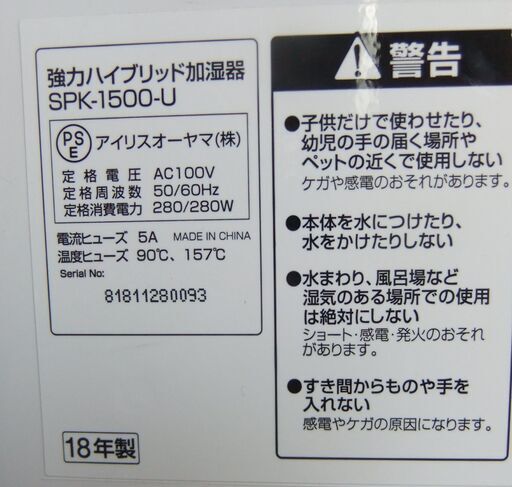 強力ハイブリッド加湿器
SPK-1500-U
PS
E
アイリスオーヤマ(株)
定格電圧 AC100V
定格周波数 50/60Hz
定格消費電力 280/280W
電流ヒューズ 5A MADE IN CHINA
温度ヒューズ 90℃、157℃
Serial No:
81811280093
18年製
警告
●子供だけで使わせたり、
幼児の手の届く場所や
ペットの近くで使用しない
ケガや感電のおそれがあります。
●本体を水につけたり、
水をかけたりしない
●水まわり、風呂場など
湿気のある場所での使用
は絶対にしない
ショート・感電・発火のおそれ
があります。
●すき間からものや手を
入れない
感電やケガの原因になります。